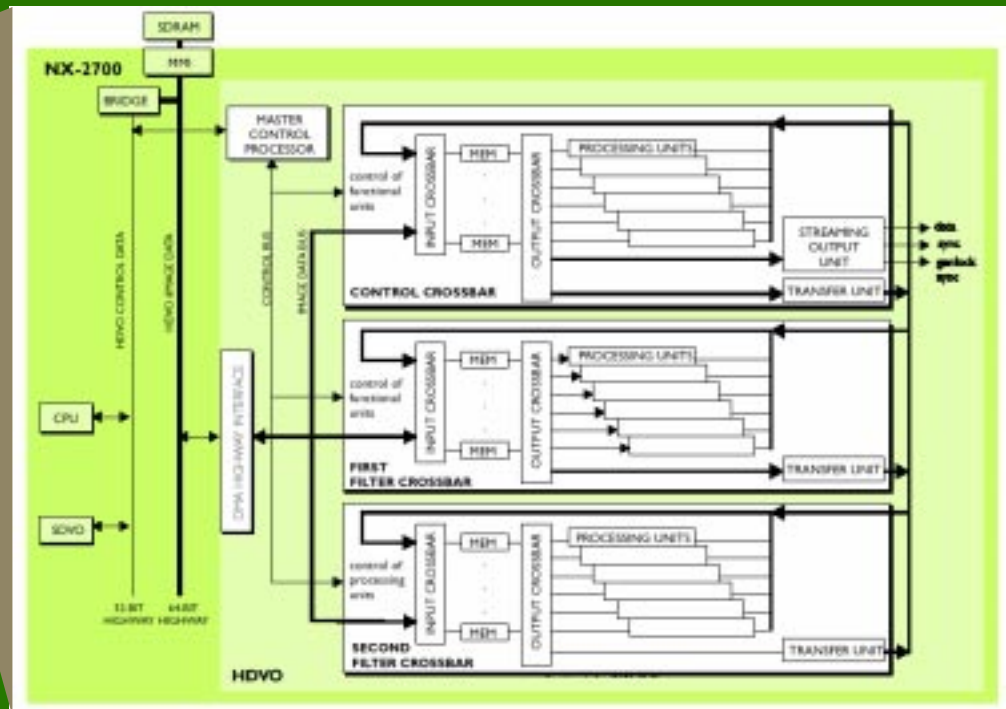 SDRAM
NX-2700
MMI
BRIDGE
MASTER
CONTROL
PROCESSOR
HDVO CONTROL DATA
HDVO IMAGE DATA
CONTROL BUS
IMAGE DATA BUS
control of
functional
units
INPUT CROSSBAR
MEM
MEM
OUTPUT CROSSBAR
PROCESSING UNITS
STREAMING
OUTPUT
UNIT
TRANSFER UNIT
CONTROL CROSSBAR
data
sync
genlock
sync
CPU
SDVO
DMA HIGHWAY INTERFACE
control of
functional
units
INPUT CROSSBAR
MEM
MEM
OUTPUT CROSSBAR
PROCESSING UNITS
TRANSFER UNIT
FIRST
FILTER CROSSBAR
control of
processing
units
INPUT CROSSBAR
MEM
MEM
OUTPUT CROSSBAR
PROCESSING UNITS
TRANSFER UNIT
SECOND
FILTER CROSSBAR
32-BIT
HIGHWAY
64-BIT
HIGHWAY
HDVO